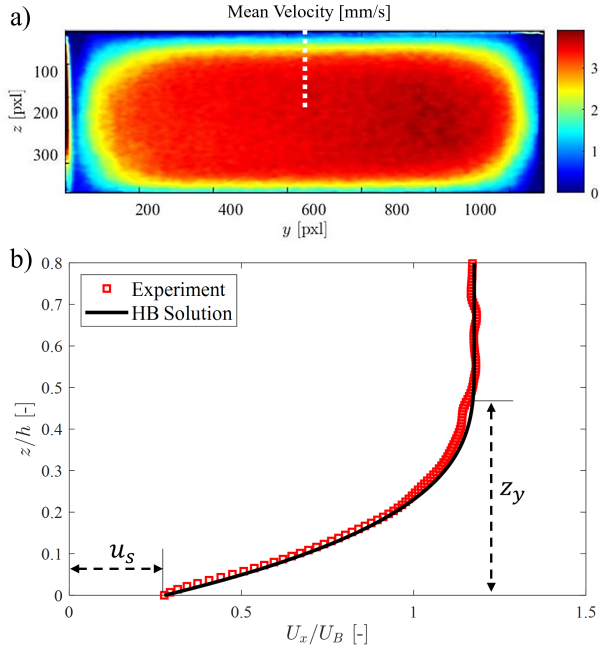 a)
Mean Velocity [mm/s]
z [pxl]
100
200
300
200
400
600
800
1000
y [pxl]
3
2
1
0
b)
Experiment
HB Solution
z/h [-]
0.8
0.7
0.6
0.5
0.4
0.3
0.2
0.1
0
u_s
z_y
0
0.5
1
1.5
U_x/U_B [-]